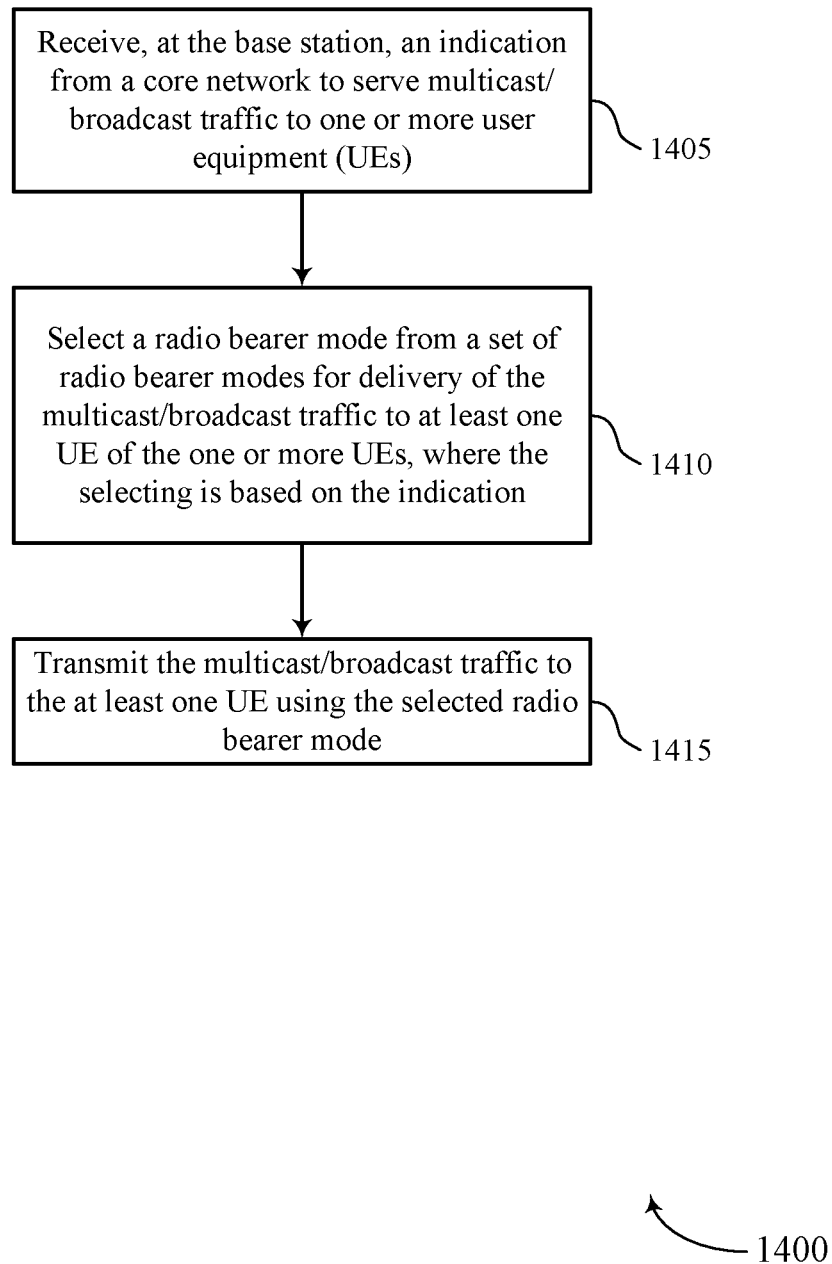 Receive, at the base station, an indication
from a core network to serve multicast/
broadcast traffic to one or more user
equipment (UEs)
1405
Select a radio bearer mode from a set of
radio bearer modes for delivery of the
multicast/broadcast traffic to at least one
UE of the one or more UEs, where the
selecting is based on the indication
1410
Transmit the multicast/broadcast traffic to
the at least one UE using the selected radio
bearer mode
1415
1400